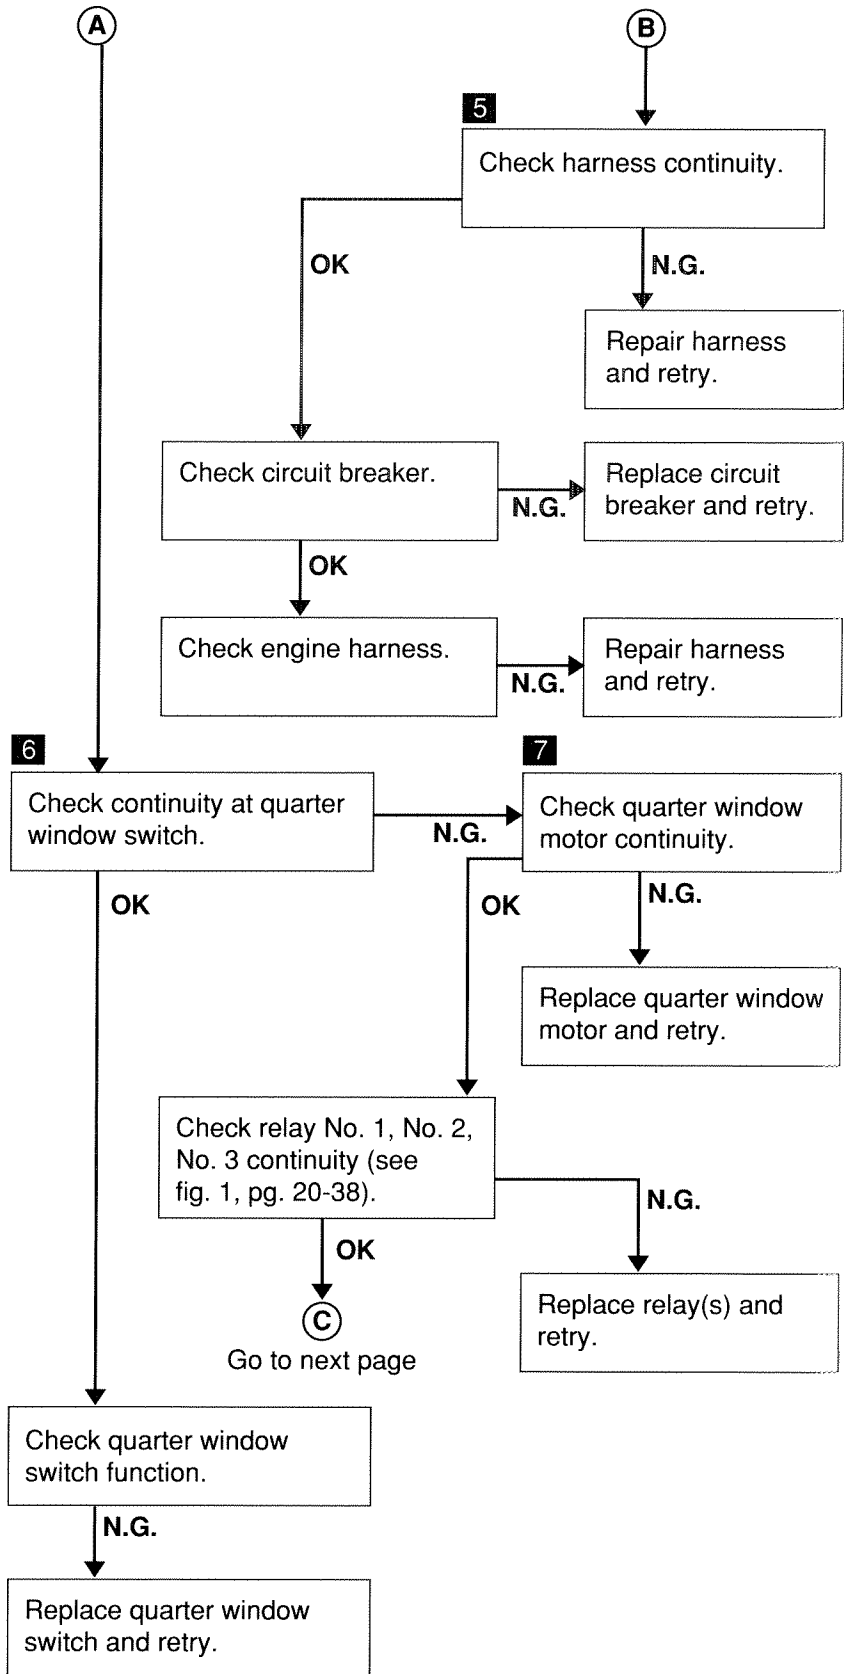 A
B
5
Check harness continuity.
OK
N.G.
Repair harness
and retry.
Check circuit breaker.
N.G.
Replace circuit
breaker and retry.
OK
Check engine harness.
N.G.
Repair harness
and retry.
6
Check continuity at quarter
window switch.
N.G.
7
Check quarter window
motor continuity.
OK
OK
N.G.
Replace quarter window
motor and retry.
Check relay No. 1, No. 2,
No. 3 continuity (see
fig. 1, pg. 20-38).
N.G.
OK
Replace relay(s) and
retry.
C
Go to next page
Check quarter window
switch function.
N.G.
Replace quarter window
switch and retry.